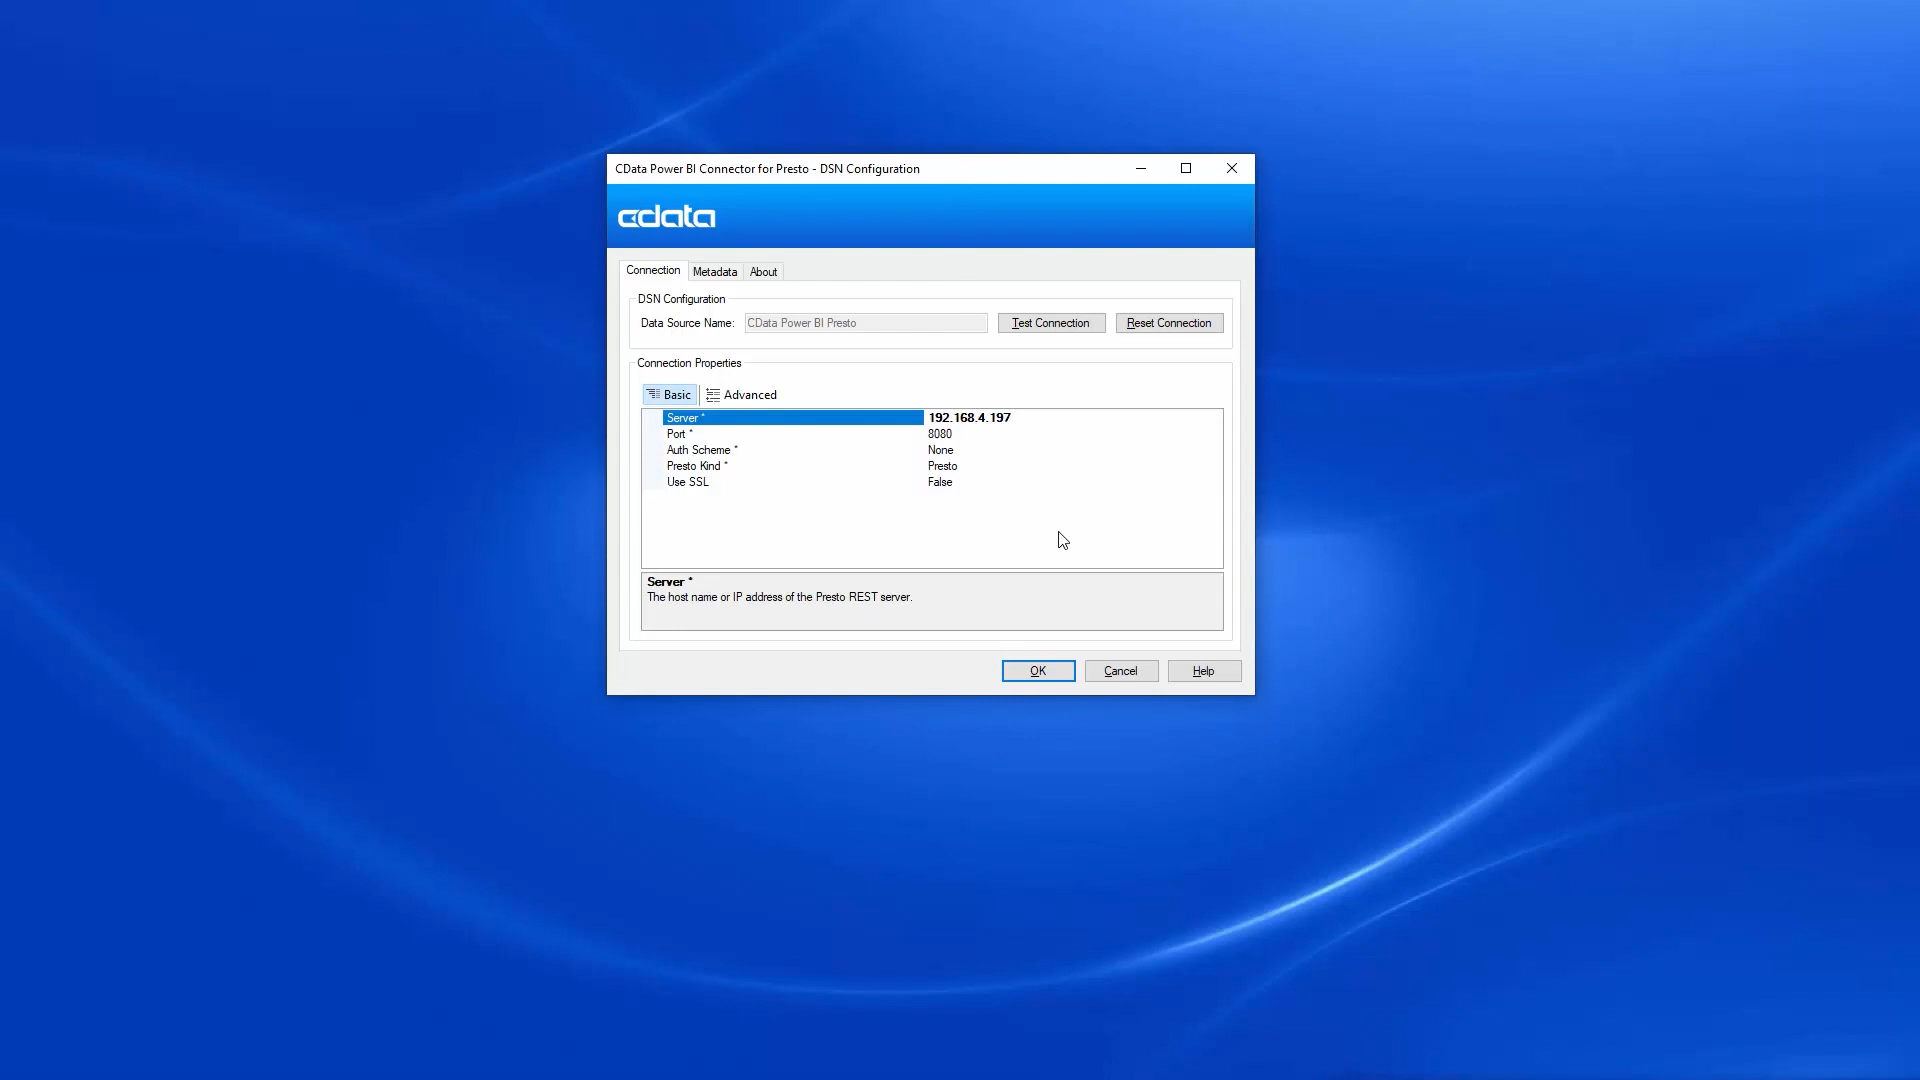 CData Power BI Connector for Presto - DSN Configuration
cdata
Connection Metadata About
DSN Configuration
Data Source Name: CData Power BI Presto Test Connection Reset Connection
Connection Properties
Basic Advanced
Server * 192.168.4.197
Port * 8080
Auth Scheme * None
Presto Kind * Presto
Use SSL False
Server *
The host name or IP address of the Presto REST server.
OK Cancel Help